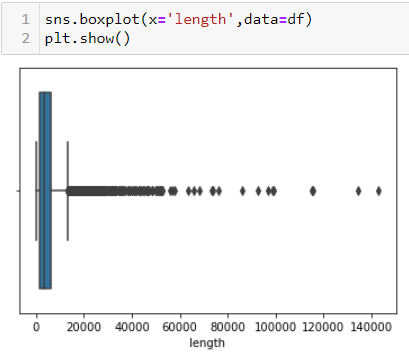 1 sns.boxplot(x='length',data=df)
2 plt.show()
0 20000 40000 60000 80000 100000 120000 140000
length